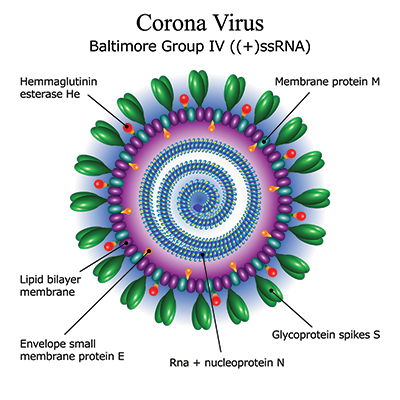 Corona Virus
Baltimore Group IV ((+)ssRNA)
Hemmaglutinin
esterase He
Membrane protein M
Lipid bilayer
membrane
Envelope small
membrane protein E
Rna + nucleoprotein N
Glycoprotein spikes S